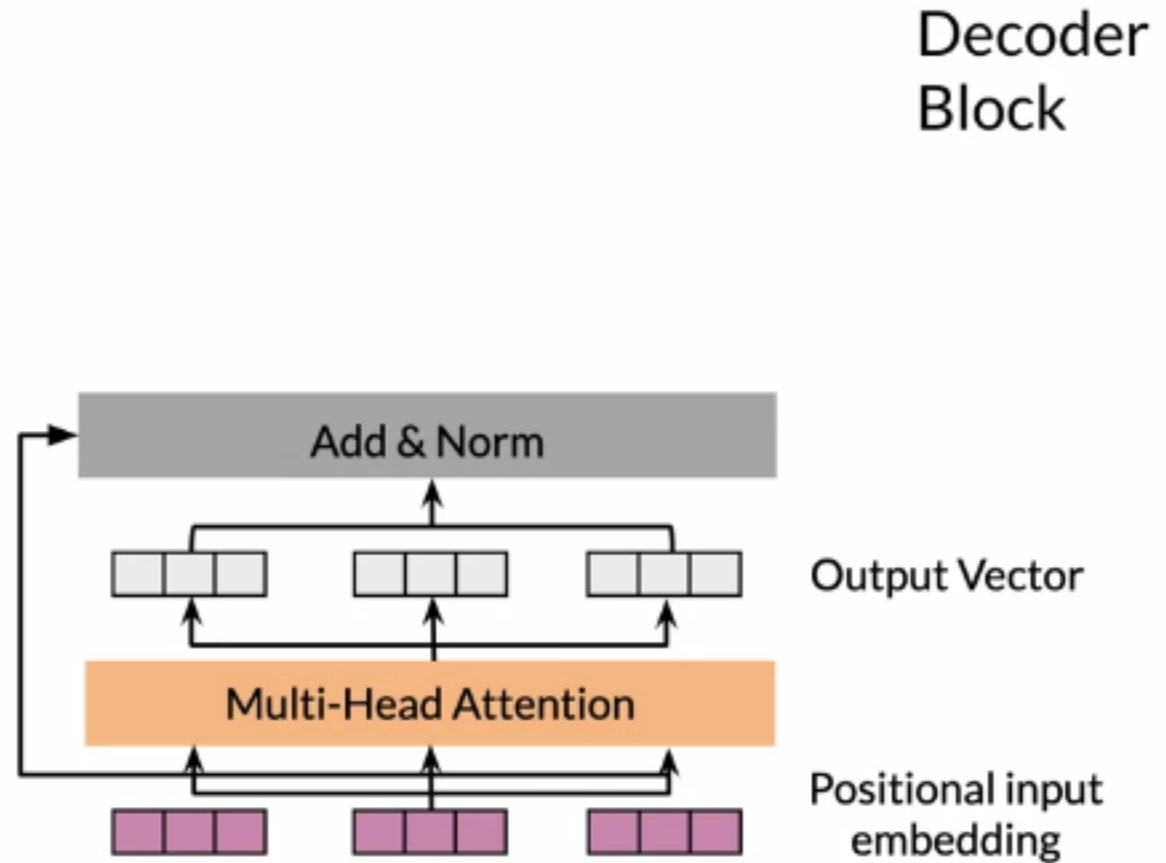 Decoder
Block
Add & Norm
Output Vector
Multi-Head Attention
Positional input
embedding